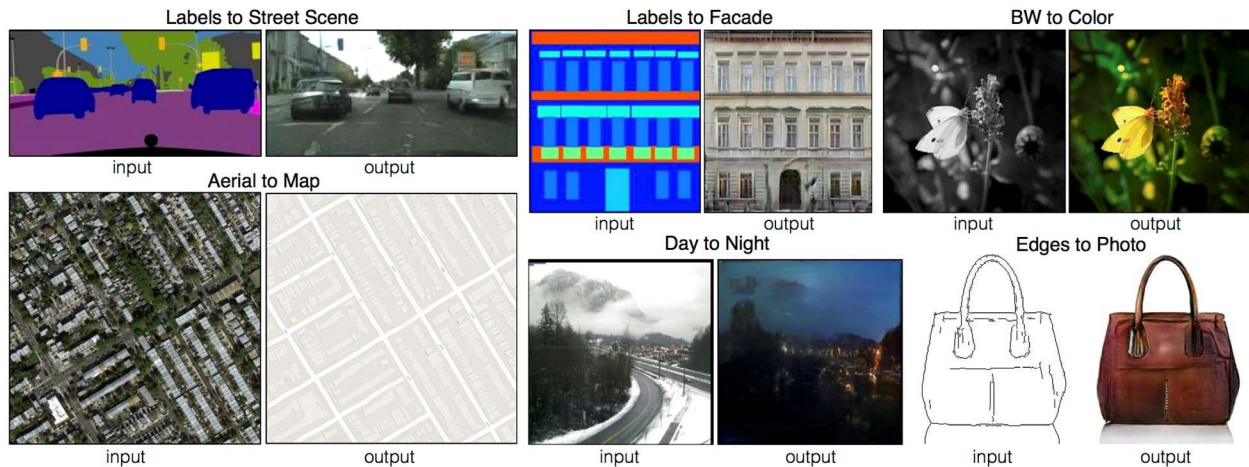 Labels to Street Scene
input
output
Labels to Facade
input
output
BW to Color
input
output
Aerial to Map
input
output
Day to Night
input
output
Edges to Photo
input
output